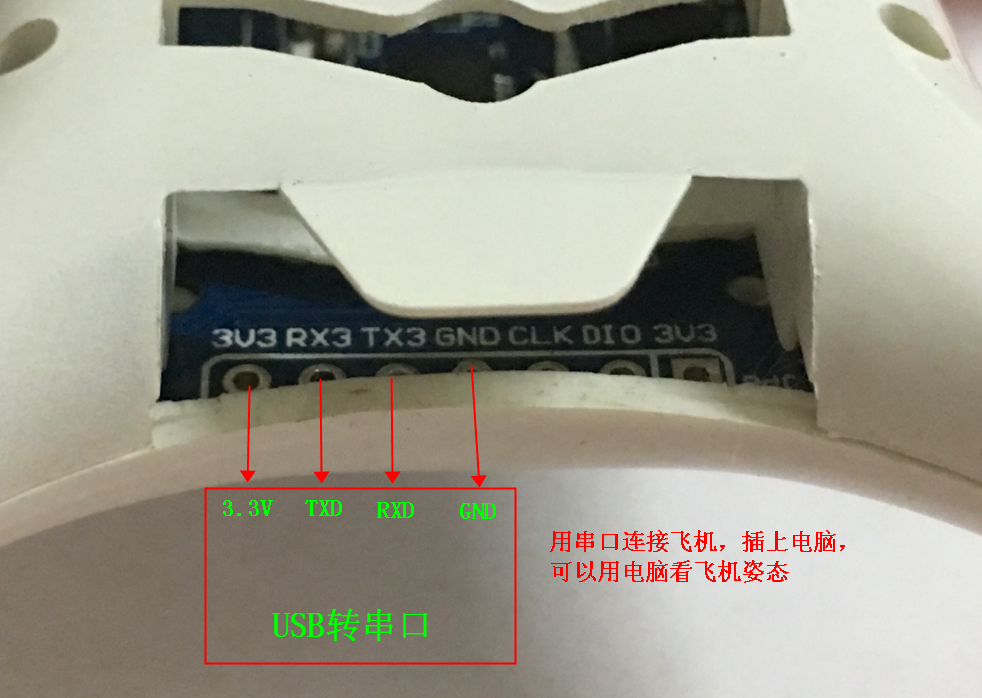 3V3 RX3 TX3 GND CLK DIO 3V3
3.3V TXD RXD GND
用串口连接飞机，插上电脑，
可以用电脑看飞机姿态
USB转串口